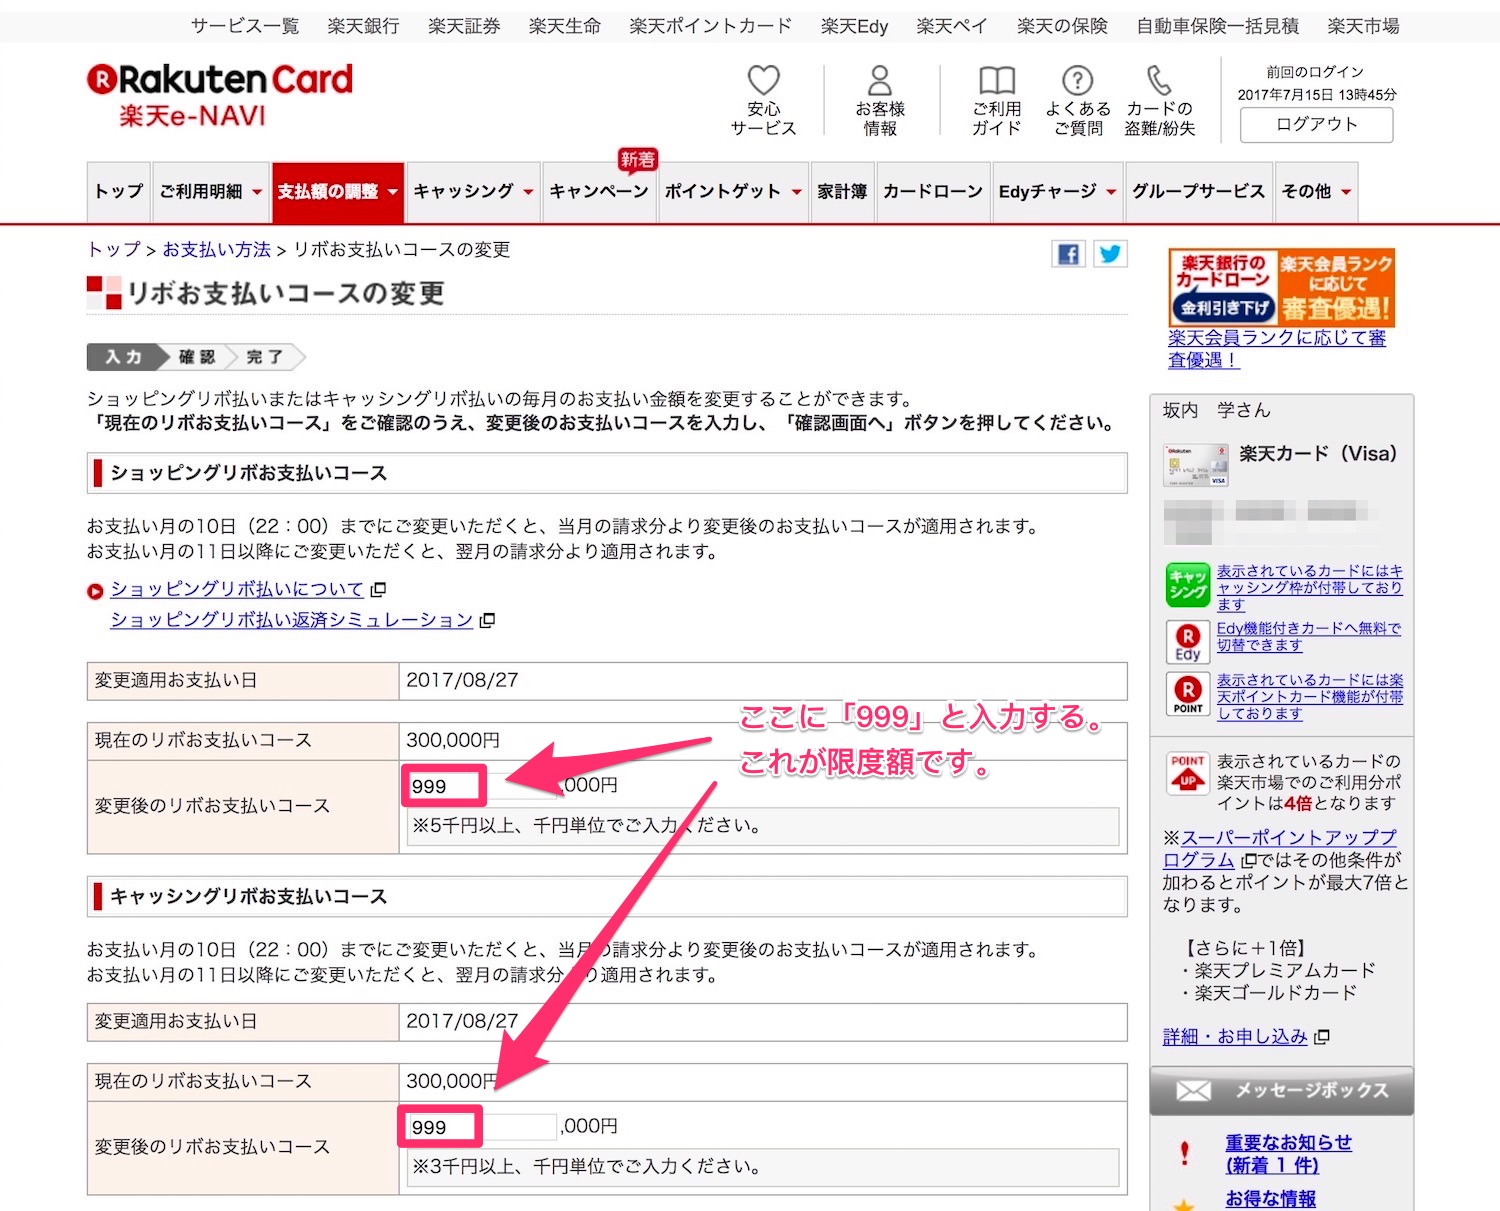 サービス一覧 楽天銀行 楽天証券 楽天生命 楽天ポイントカード 楽天Edy 楽天ペイ 楽天の保険 自動車保険一括見積 楽天市場
Rakuten Card
楽天e-NAVI
安心
サービス
お客様
情報
ご利用
ガイド
よくある
ご質問
カードの
盗難/紛失
前回のログイン
2017年7月15日 13時45分
ログアウト
新着
トップ ご利用明細 支払額の調整 キャッシング キャンペーン ポイントゲット 家計簿 カードローン Edyチャージ グループサービス その他
トップ > お支払い方法 > リボお支払いコースの変更
リボお支払いコースの変更
入力 確認 完了
ショッピングリボ払いまたはキャッシングリボ払いの毎月のお支払い金額を変更することができます。
「現在のリボお支払いコース」をご確認のうえ、変更後のお支払いコースを入力し、「確認画面へ」ボタンを押してください。
ショッピングリボお支払いコース
お支払い月の10日（22：00）までにご変更いただくと、当月の請求分より変更後のお支払いコースが適用されます。
お支払い月の11日以降にご変更いただくと、翌月の請求分より適用されます。
ショッピングリボ払いについて
ショッピングリボ払い返済シミュレーション
変更適用お支払い日 2017/08/27
現在のリボお支払いコース 300,000円
変更後のリボお支払いコース 999 ,000円
※5千円以上、千円単位でご入力ください。
ここに「999」と入力する。
これが限度額です。
キャッシングリボお支払いコース
お支払い月の10日（22：00）までにご変更いただくと、当月の請求分より変更後のお支払いコースが適用されます。
お支払い月の11日以降にご変更いただくと、翌月の請求分より適用されます。
変更適用お支払い日 2017/08/27
現在のリボお支払いコース 300,000円
変更後のリボお支払いコース 999 ,000円
※3千円以上、千円単位でご入力ください。
楽天銀行の
カードローン
金利引き下げ
楽天会員ランク
に応じて
審査優遇!
楽天会員ランクに応じて審
査優遇！
坂内 学さん
楽天カード（Visa）
キャッ
シング
表示されているカードにはキ
ャッシング枠が付帯しており
ます
R
Edy
Edy機能付きカードへ無料で
切替できます
R
POINT
表示されているカードには楽
天ポイントカード機能が付帯
しております
POINT
UP
表示されているカードの
楽天市場でのご利用分ポ
イントは4倍となります
※スーパーポイントアッププ
ログラムではその他条件が
加わるとポイントが最大7倍と
なります。
【さらに＋1倍】
・楽天プレミアムカード
・楽天ゴールドカード
詳細・お申し込み
メッセージボックス
重要なお知らせ
(新着 1 件)
お得な情報